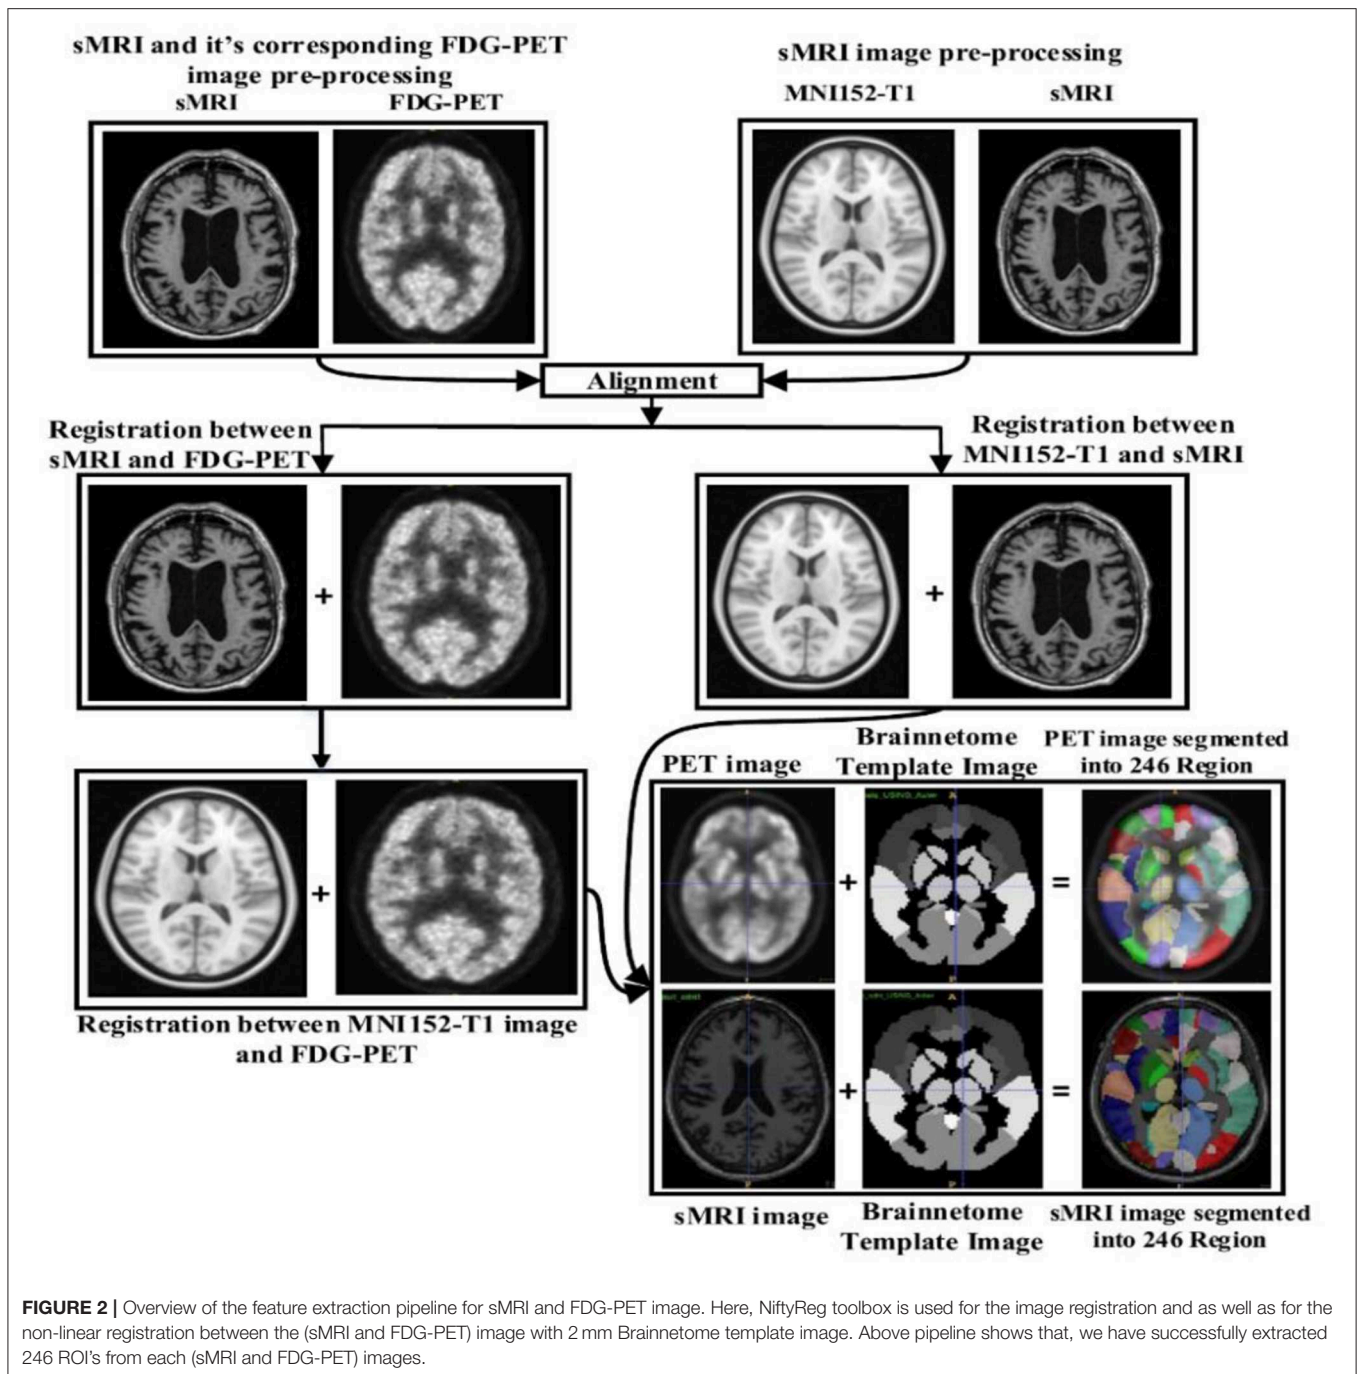 sMRI and it's corresponding FDG-PET
image pre-processing
sMRI
FDG-PET
sMRI image pre-processing
MNI152-T1
sMRI
Alignment
Registration between
sMRI and FDG-PET
Registration between
MNI152-T1 and sMRI
+
+
PET image
Brainnetome
Template Image
PET image segmented
into 246 Region
+
+
=
Registration between MNI152-T1 image
and FDG-PET
+
=
sMRI image
Brainnetome
Template Image
sMRI image segmented
into 246 Region
FIGURE 2 | Overview of the feature extraction pipeline for sMRI and FDG-PET image. Here, NiftyReg toolbox is used for the image registration and as well as for the
non-linear registration between the (sMRI and FDG-PET) image with 2 mm Brainnetome template image. Above pipeline shows that, we have successfully extracted
246 ROI's from each (sMRI and FDG-PET) images.